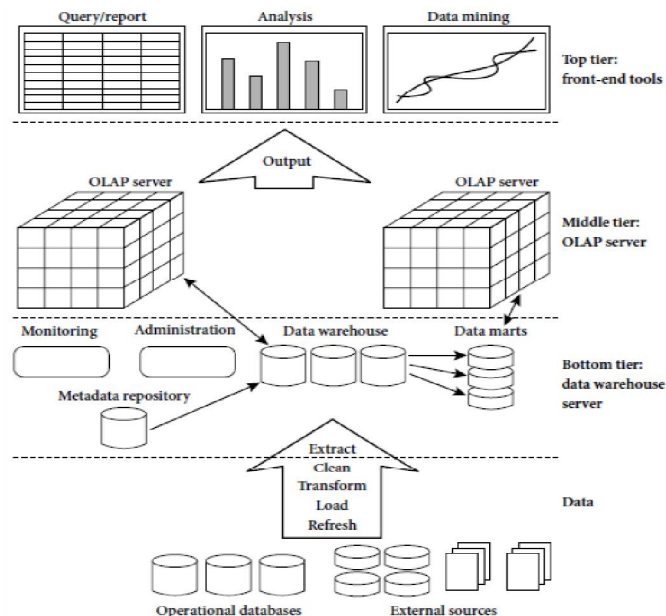 Query/report
Analysis
Data mining
Top tier:
front-end tools
Output
OLAP server
OLAP server
Middle tier:
OLAP server
Monitoring
Administration
Data warehouse
Data marts
Bottom tier:
data warehouse
server
Metadata repository
Extract
Clean
Transform
Load
Refresh
Data
Operational databases
External sources